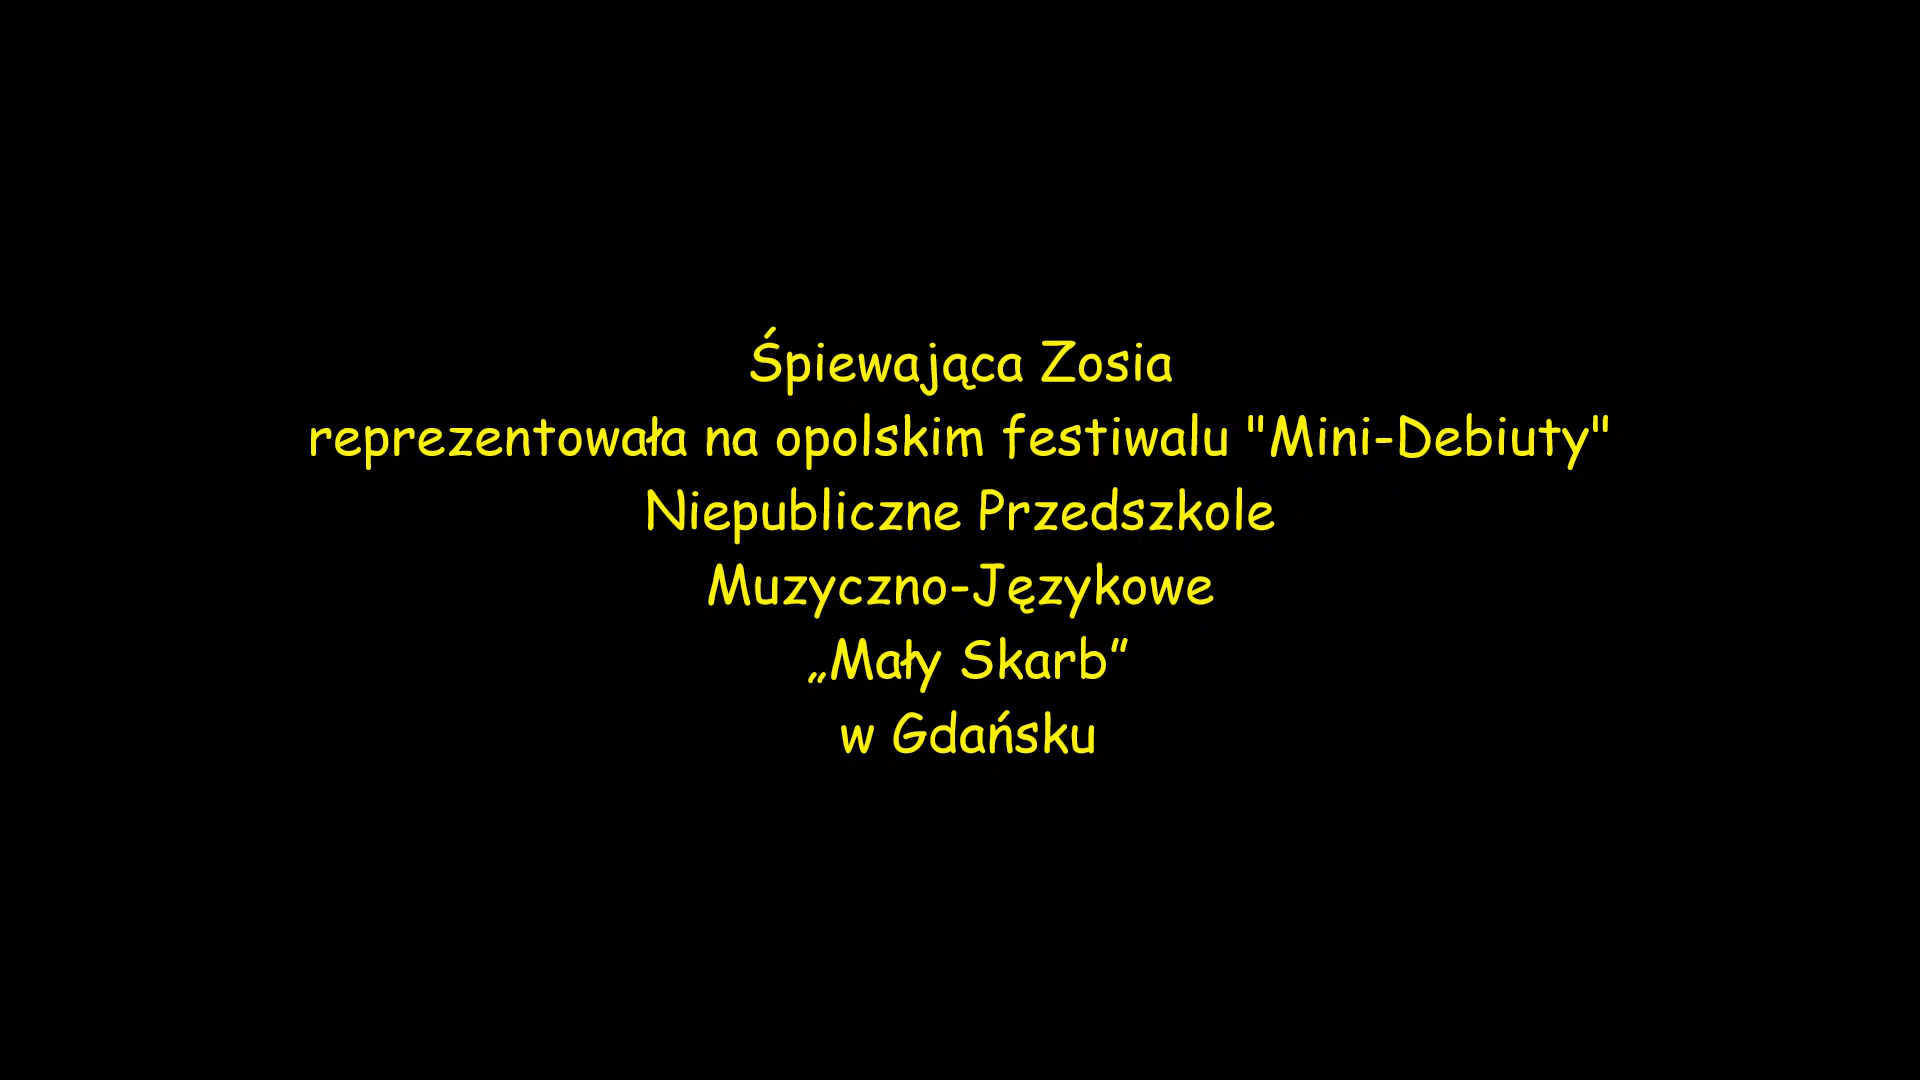 Śpiewająca Zosia
reprezentowała na opolskim festiwalu "Mini-Debiuty"
Niepubliczne Przedszkole
Muzyczno-Językowe
„Mały Skarb”
w Gdańsku